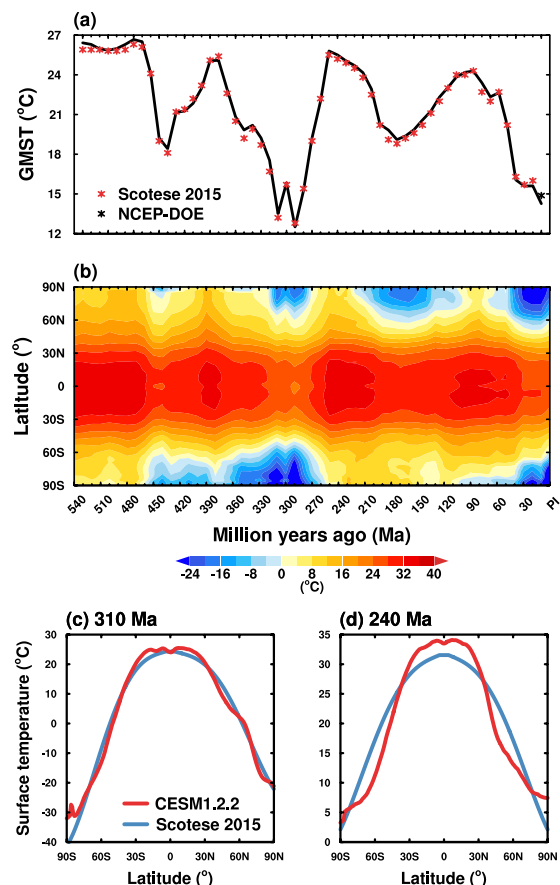 (a)
GMST (°C)
27
24
21
18
15
12
Scotese 2015
NCEP-DOE
(b)
Latitude (°)
90N
60N
30N
0
30S
60S
90S
540 510 480 450 420 390 360 330 300 270 240 210 180 150 120 90 60 30 PI
Million years ago (Ma)
-24 -16 -8 0 8 16 24 32 40
(°C)
(c) 310 Ma
Surface temperature (°C)
30
20
10
0
-10
-20
-30
-40
CESM1.2.2
Scotese 2015
90S 60S 30S 0 30N 60N 90N
Latitude (°)
(d) 240 Ma
35
30
25
20
15
10
5
0
90S 60S 30S 0 30N 60N 90N
Latitude (°)